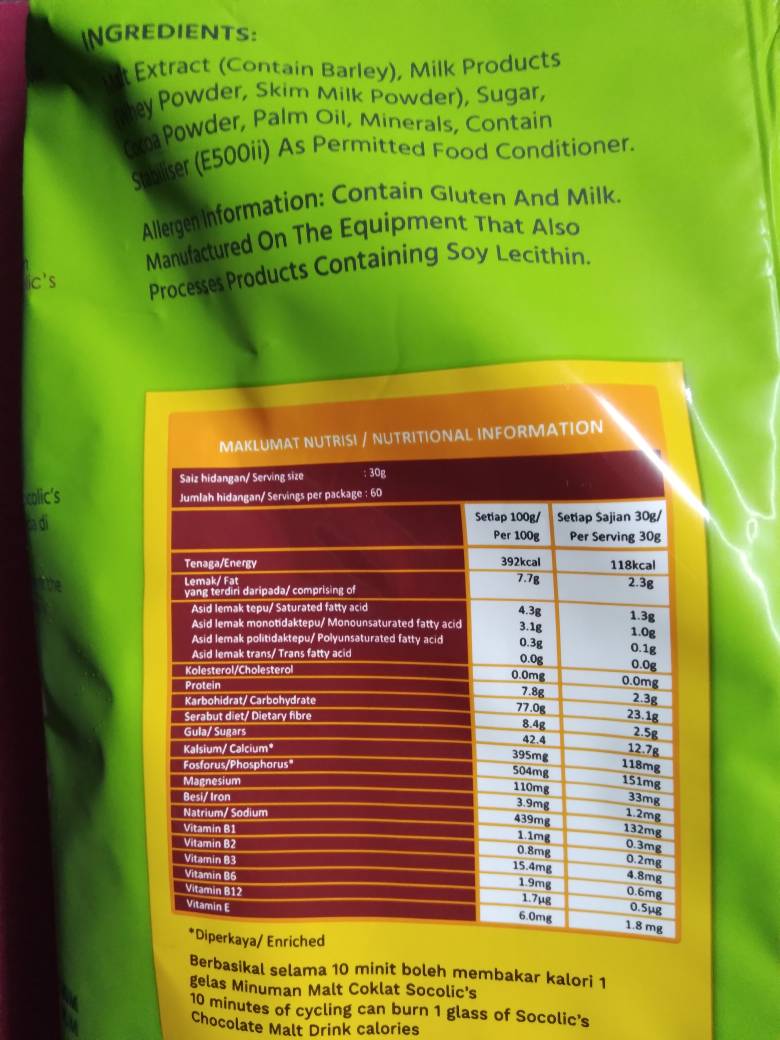 INGREDIENTS:
Extract (Contain Barley), Milk Products
Powder, Skim Milk Powder), Sugar,
Cocoa Powder, Palm Oil, Minerals, Contain
Stabiliser (E500ii) As Permitted Food Conditioner.
Allergen Information: Contain Gluten And Milk.
Manufactured On The Equipment That Also
Processes Products Containing Soy Lecithin.
lic's
colic's
a di
the
MAKLUMAT NUTRISI / NUTRITIONAL INFORMATION
Saiz hidangan/ Serving size : 30g
Jumlah hidangan/ Servings per package : 60
Setiap 100g/ Setiap Sajian 30g/
Per 100g Per Serving 30g
Tenaga/Energy 392kcal 118kcal
Lemak/ Fat 7.7g 2.3g
yang terdiri daripada/ comprising of
Asid lemak tepu/ Saturated fatty acid 4.3g 1.3g
Asid lemak monotidaktepu/ Monounsaturated fatty acid 3.1g 1.0g
Asid lemak politidaktepu/ Polyunsaturated fatty acid 0.3g 0.1g
Asid lemak trans/ Trans fatty acid 0.0g 0.0g
Kolesterol/Cholesterol 0.0mg 0.0mg
Protein 7.8g 2.3g
Karbohidrat/ Carbohydrate 77.0g 23.1g
Serabut diet/ Dietary fibre 8.4g 2.5g
Gula/ Sugars 42.4 12.7g
Kalsium/ Calcium* 395mg 118mg
Fosforus/Phosphorus* 504mg 151mg
Magnesium 110mg 33mg
Besi/ Iron 3.9mg 1.2mg
Natrium/ Sodium 439mg 132mg
Vitamin B1 1.1mg 0.3mg
Vitamin B2 0.8mg 0.2mg
Vitamin B3 15.4mg 4.8mg
Vitamin B6 1.9mg 0.6mg
Vitamin B12 1.7µg 0.5µg
Vitamin E 6.0mg 1.8 mg
*Diperkaya/ Enriched
Berbasikal selama 10 minit boleh membakar kalori 1
gelas Minuman Malt Coklat Socolic's
10 minutes of cycling can burn 1 glass of Socolic's
Chocolate Malt Drink calories